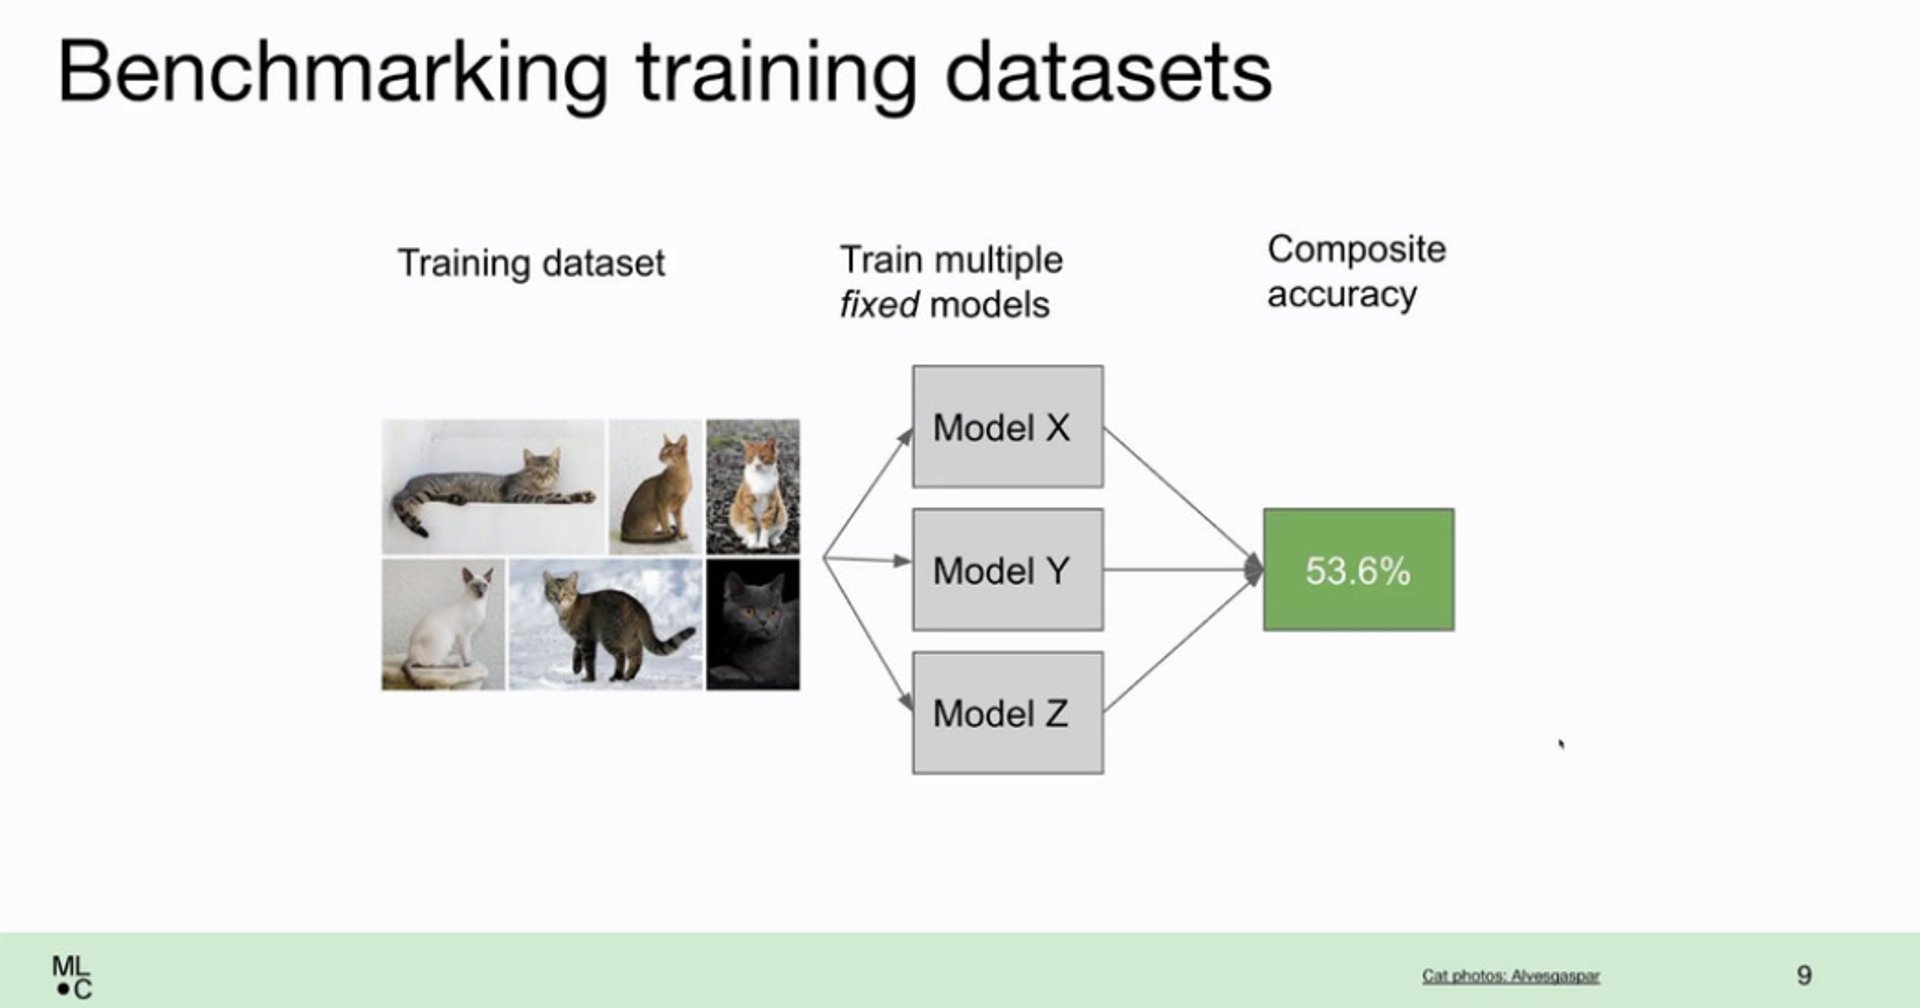 Benchmarking training datasets
Training dataset
Train multiple
fixed models
Composite
accuracy
Model X
Model Y
Model Z
53.6%
ML
•C
Cat photos: Alvesgaspar
9